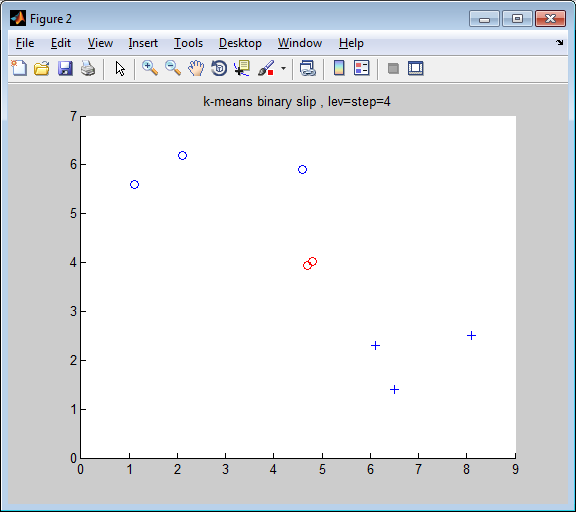 Figure 2
File Edit View Insert Tools Desktop Window Help
k-means binary slip , lev=step=4
7
6
5
4
3
2
1
0
0 1 2 3 4 5 6 7 8 9